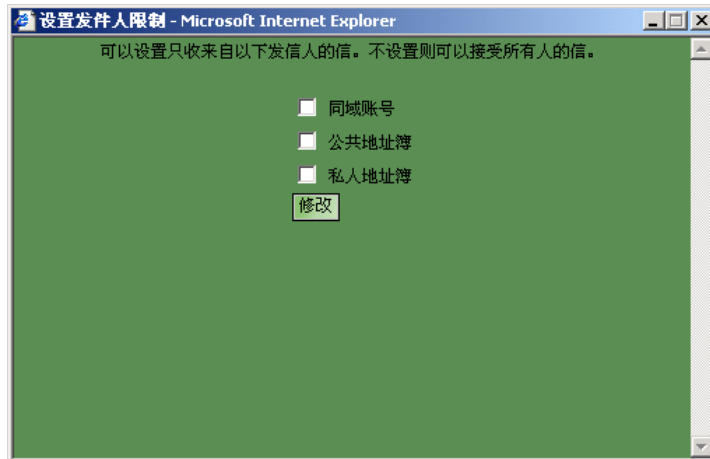 设置发件人限制 - Microsoft Internet Explorer
可以设置只收来自以下发信人的信。不设置则可以接受所有人的信。
同域账号
公共地址簿
私人地址簿
修改